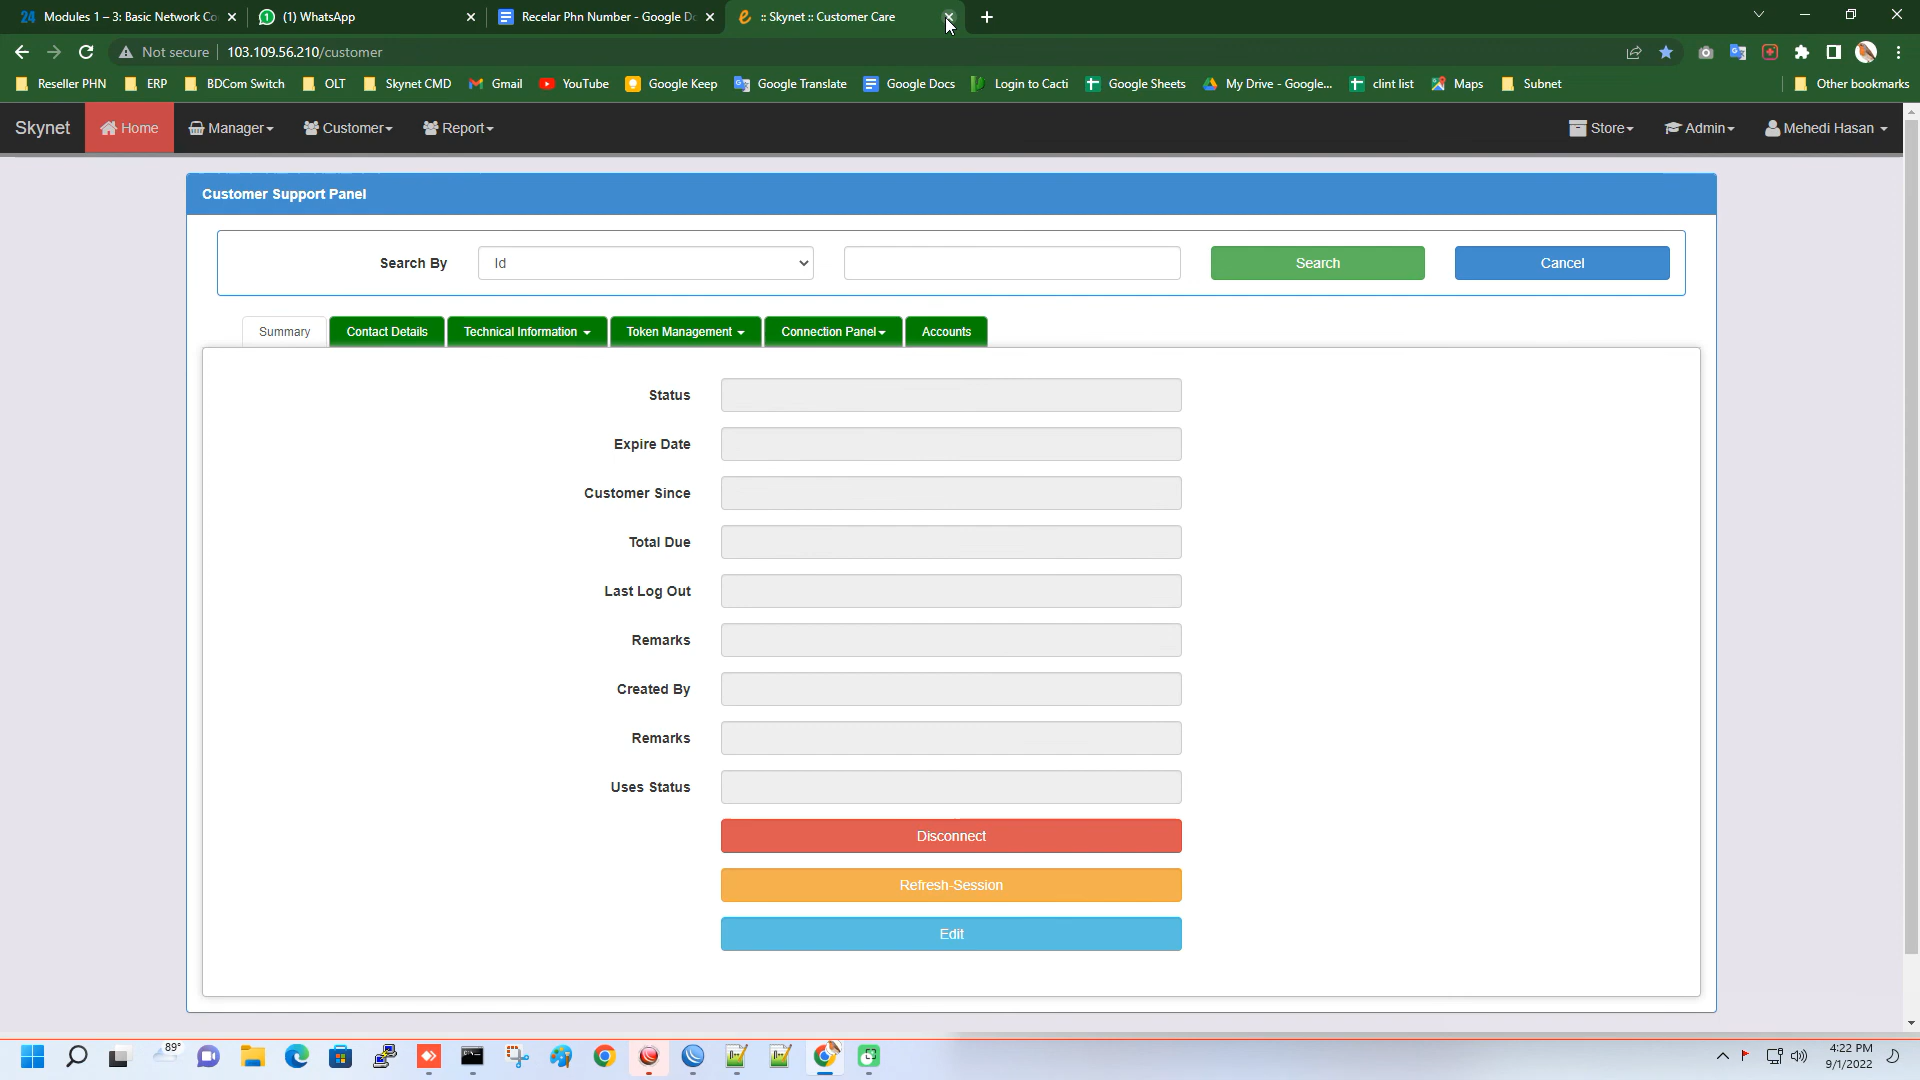 Modules 1 – 3: Basic Network Co
(1) WhatsApp
Recelar Phn Number - Google Do
:: Skynet :: Customer Care
Not secure
103.109.56.210/customer
Reseller PHN
ERP
BDCom Switch
OLT
Skynet CMD
Gmail
YouTube
Google Keep
Google Translate
Google Docs
Login to Cacti
Google Sheets
My Drive - Google...
clint list
Maps
Subnet
Other bookmarks
Skynet
Home
Manager
Customer
Report
Store
Admin
Mehedi Hasan
Customer Support Panel
Search By
Id
Search
Cancel
Summary
Contact Details
Technical Information
Token Management
Connection Panel
Accounts
Status
Expire Date
Customer Since
Total Due
Last Log Out
Remarks
Created By
Remarks
Uses Status
Disconnect
Refresh-Session
Edit
89°
4:22 PM
9/1/2022